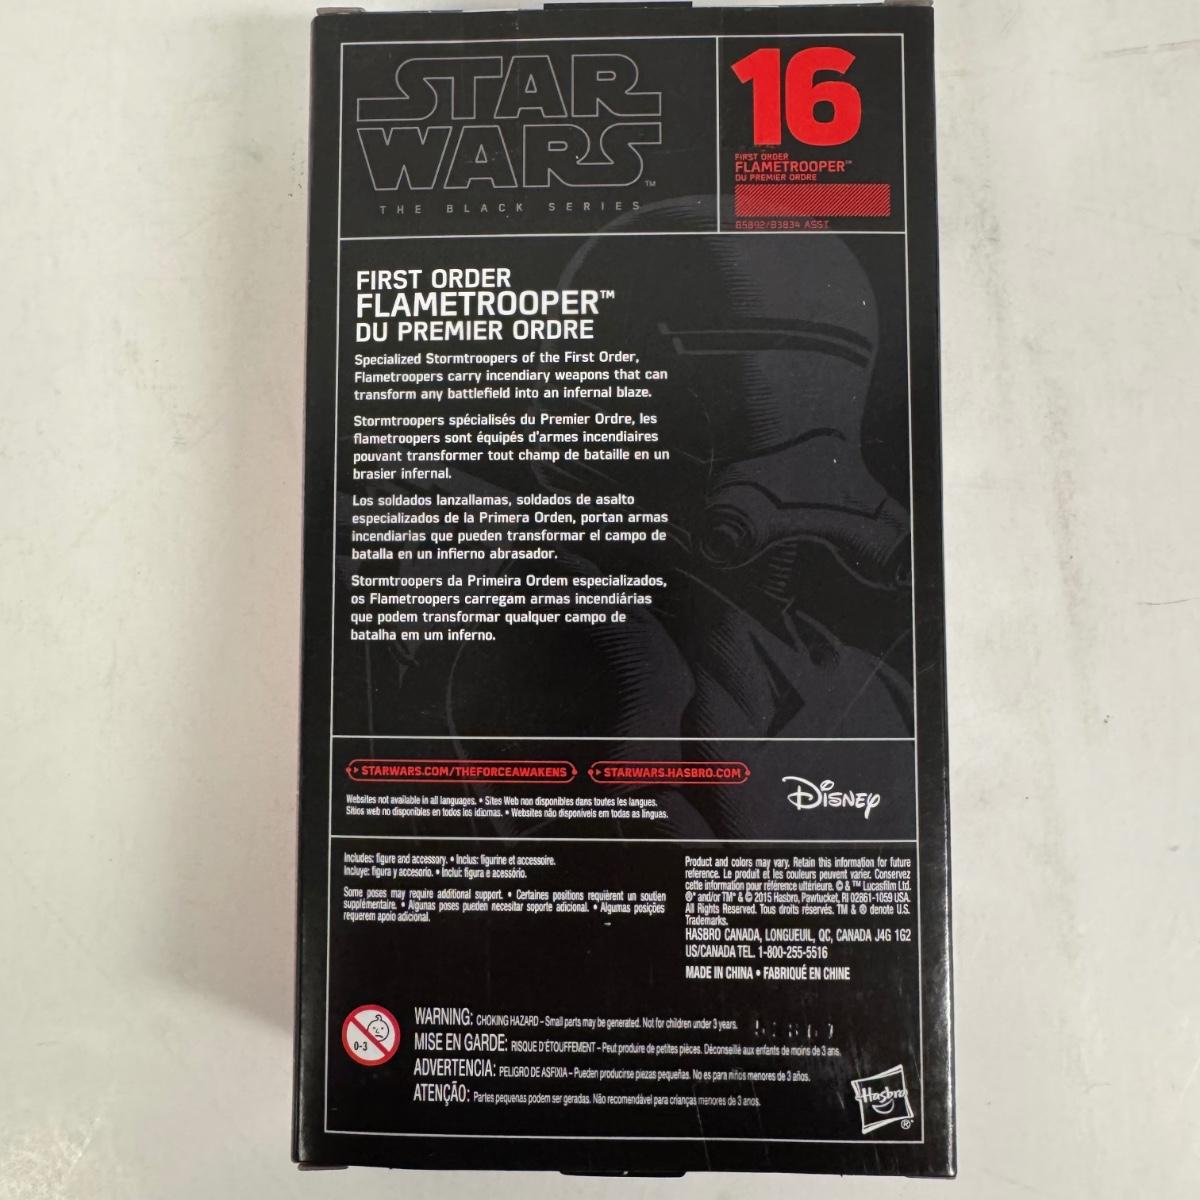 STAR
WARS™
THE BLACK SERIES
16
FIRST ORDER
FLAMETROOPER™
DU PREMIER ORDRE
B5892/B3834 ASST.
FIRST ORDER
FLAMETROOPER™
DU PREMIER ORDRE
Specialized Stormtroopers of the First Order,
Flametroopers carry incendiary weapons that can
transform any battlefield into an infernal blaze.
Stormtroopers spécialisés du Premier Ordre, les
flametroopers sont équipés d'armes incendiaires
pouvant transformer tout champ de bataille en un
brasier infernal.
Los soldados lanzallamas, soldados de asalto
especializados de la Primera Orden, portan armas
incendiarias que pueden transformar el campo de
batalla en un infierno abrasador.
Stormtroopers da Primeira Ordem especializados,
os Flametroopers carregam armas incendiárias
que podem transformar qualquer campo de
batalha em um inferno.
STARWARS.COM/THEFORCEAWAKENS
STARWARS.HASBRO.COM
Disney
Websites not available in all languages. • Sites Web non disponibles dans toutes les langues.
Sitios web no disponibles en todos los idiomas. • Websites não disponíveis em todas as línguas.
Includes: figure and accessory. • Inclus: figurine et accessoire.
Incluye: figura y accesorio. • Inclui: figura e acessório.
Some poses may require additional support. • Certaines positions requièrent un soutien
supplémentaire. • Algunas poses pueden necesitar soporte adicional. • Algumas posições
requerem apoio adicional.
Product and colors may vary. Retain this information for future
reference. Le produit et les couleurs peuvent varier. Conservez
cette information pour référence ultérieure. © & ™ Lucasfilm Ltd.
®* and/or TM* & © 2015 Hasbro, Pawtucket, RI 02861-1059 USA.
All Rights Reserved. Tous droits réservés. TM & ® denote U.S.
Trademarks.
HASBRO CANADA, LONGUEUIL, QC, CANADA J4G 1G2
US/CANADA TEL. 1-800-255-5516
MADE IN CHINA • FABRIQUÉ EN CHINE
0-3
WARNING: CHOKING HAZARD – Small parts may be generated. Not for children under 3 years.
MISE EN GARDE: RISQUE D'ÉTOUFFEMENT – Peut produire de petites pièces. Déconseillé aux enfants de moins de 3 ans.
ADVERTENCIA: PELIGRO DE ASFIXIA – Pueden producirse piezas pequeñas. No es para niños menores de 3 años.
ATENÇÃO: Partes pequenas podem ser geradas. Não recomendável para crianças menores de 3 anos.
Hasbro
®*